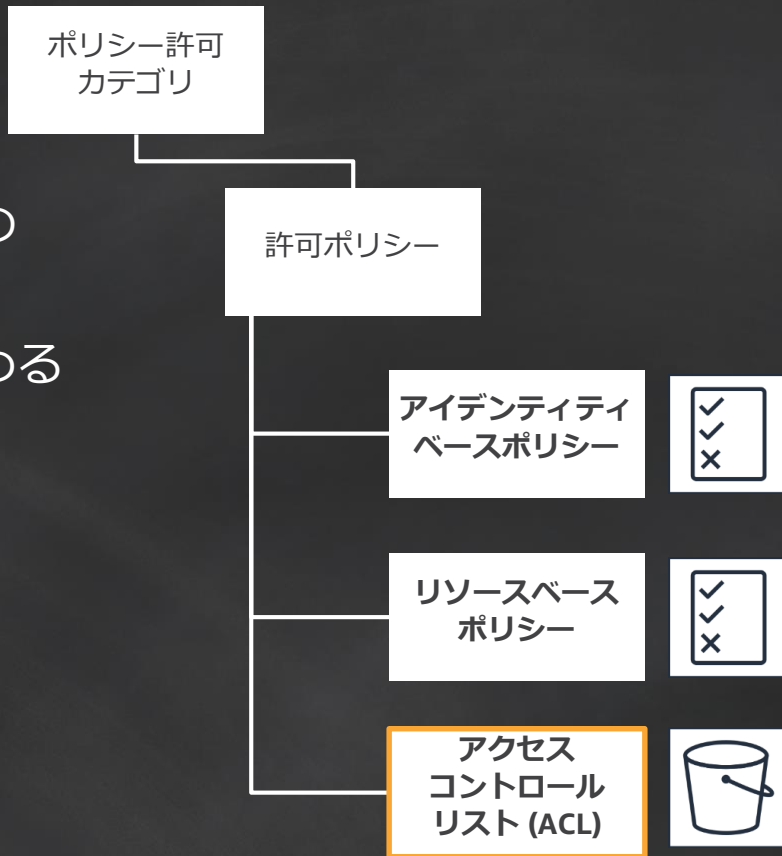 ポリシー許可
カテゴリ
許可ポリシー
める
アイデンティティ
ベースポリシー
リソースベース
ポリシー
アクセス
コントロール
リスト (ACL)